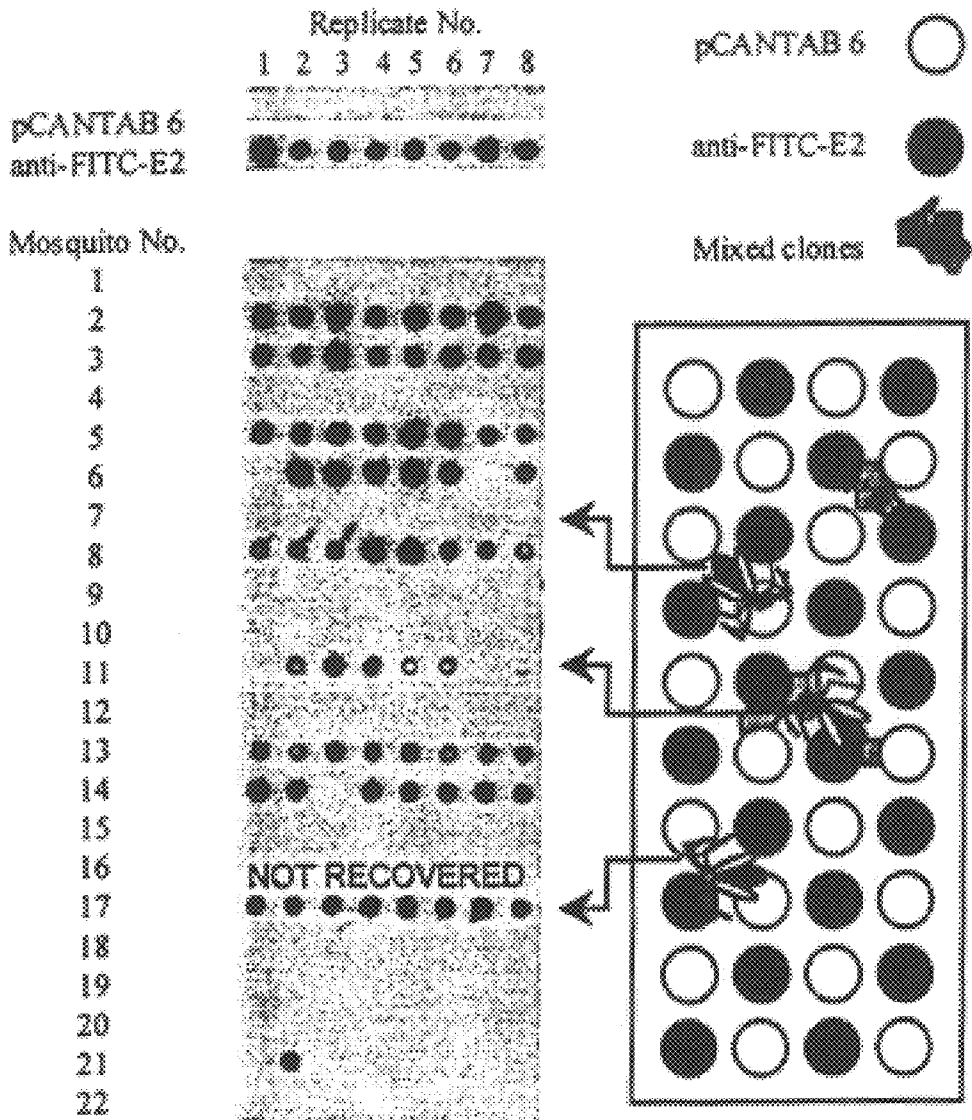 Replicate No.
1 2 3 4 5 6 7 8
pCANTAB 6
anti-FITC-E2
Mosquito No.
1
2
3
4
5
6
7
8
9
10
11
12
13
14
15
16
NOT RECOVERED
17
18
19
20
21
22
pCANTAB 6
anti-FITC-E2
Mixed clones